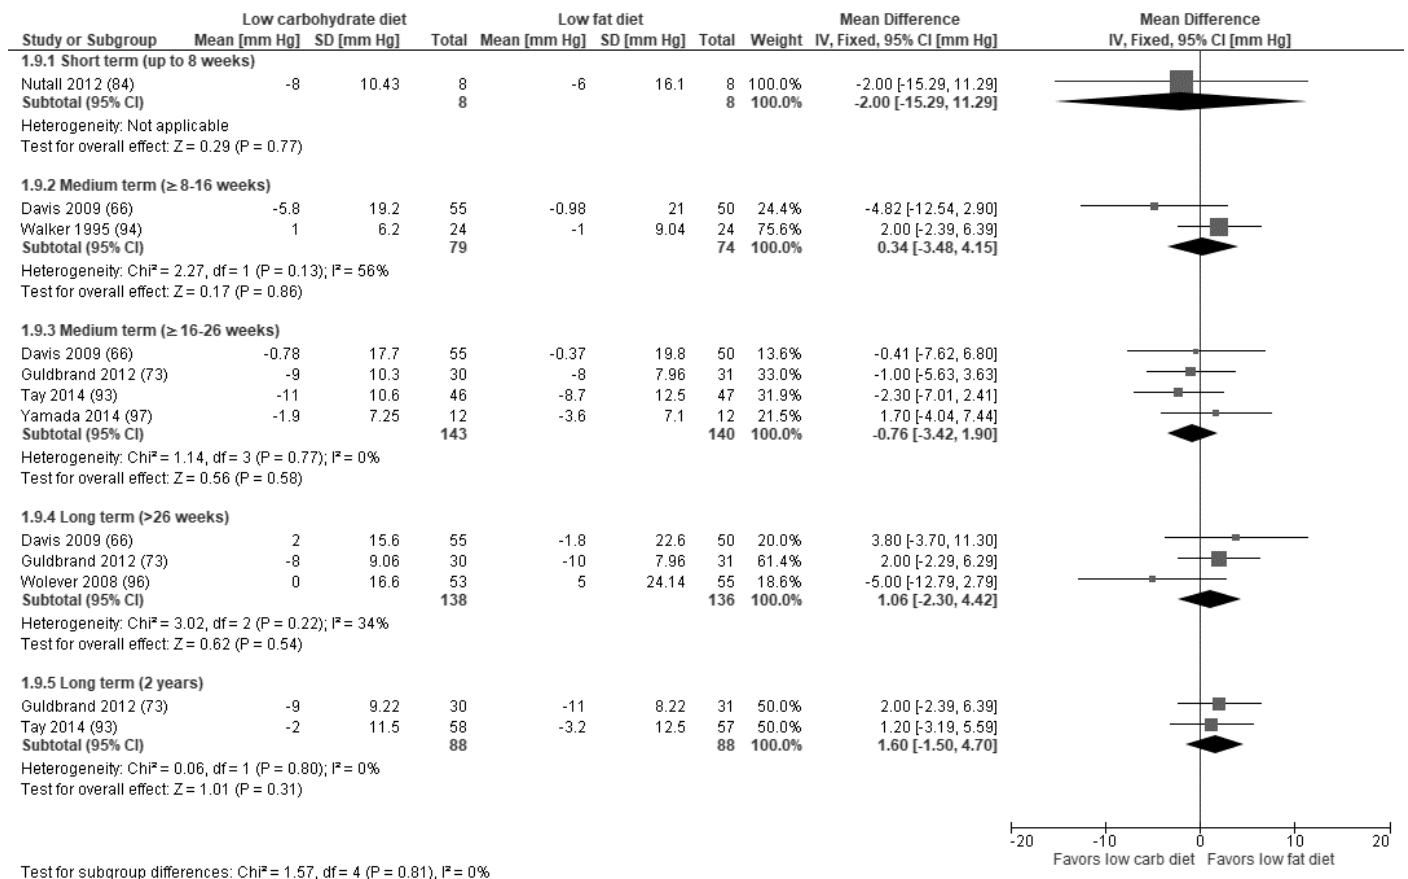 Low carbohydrate diet Low fat diet Mean Difference Mean Difference
Study or Subgroup Mean [mm Hg] SD [mm Hg] Total Mean [mm Hg] SD [mm Hg] Total Weight IV, Fixed, 95% CI [mm Hg] IV, Fixed, 95% CI [mm Hg]
1.9.1 Short term (up to 8 weeks)
Nutall 2012 (84) -8 10.43 8 -6 16.1 8 100.0% -2.00 [-15.29, 11.29]
Subtotal (95% CI) 8 8 100.0% -2.00 [-15.29, 11.29]
Heterogeneity: Not applicable
Test for overall effect: Z = 0.29 (P = 0.77)
1.9.2 Medium term (≥ 8-16 weeks)
Davis 2009 (66) -5.8 19.2 55 -0.98 21 50 24.4% -4.82 [-12.54, 2.90]
Walker 1995 (94) 1 6.2 24 -1 9.04 24 75.6% 2.00 [-2.39, 6.39]
Subtotal (95% CI) 79 74 100.0% 0.34 [-3.48, 4.15]
Heterogeneity: Chi² = 2.27, df = 1 (P = 0.13); I² = 56%
Test for overall effect: Z = 0.17 (P = 0.86)
1.9.3 Medium term (≥ 16-26 weeks)
Davis 2009 (66) -0.78 17.7 55 -0.37 19.8 50 13.6% -0.41 [-7.62, 6.80]
Guldbrand 2012 (73) -9 10.3 30 -8 7.96 31 33.0% -1.00 [-5.63, 3.63]
Tay 2014 (93) -11 10.6 46 -8.7 12.5 47 31.9% -2.30 [-7.01, 2.41]
Yamada 2014 (97) -1.9 7.25 12 -3.6 7.1 12 21.5% 1.70 [-4.04, 7.44]
Subtotal (95% CI) 143 140 100.0% -0.76 [-3.42, 1.90]
Heterogeneity: Chi² = 1.14, df = 3 (P = 0.77); I² = 0%
Test for overall effect: Z = 0.56 (P = 0.58)
1.9.4 Long term (>26 weeks)
Davis 2009 (66) 2 15.6 55 -1.8 22.6 50 20.0% 3.80 [-3.70, 11.30]
Guldbrand 2012 (73) -8 9.06 30 -10 7.96 31 61.4% 2.00 [-2.29, 6.29]
Wolever 2008 (96) 0 16.6 53 5 24.14 55 18.6% -5.00 [-12.79, 2.79]
Subtotal (95% CI) 138 136 100.0% 1.06 [-2.30, 4.42]
Heterogeneity: Chi² = 3.02, df = 2 (P = 0.22); I² = 34%
Test for overall effect: Z = 0.62 (P = 0.54)
1.9.5 Long term (2 years)
Guldbrand 2012 (73) -9 9.22 30 -11 8.22 31 50.0% 2.00 [-2.39, 6.39]
Tay 2014 (93) -2 11.5 58 -3.2 12.5 57 50.0% 1.20 [-3.19, 5.59]
Subtotal (95% CI) 88 88 100.0% 1.60 [-1.50, 4.70]
Heterogeneity: Chi² = 0.06, df = 1 (P = 0.80); I² = 0%
Test for overall effect: Z = 1.01 (P = 0.31)
-20 -10 0 10 20
Favors low carb diet Favors low fat diet
Test for subgroup differences: Chi² = 1.57, df = 4 (P = 0.81), I² = 0%